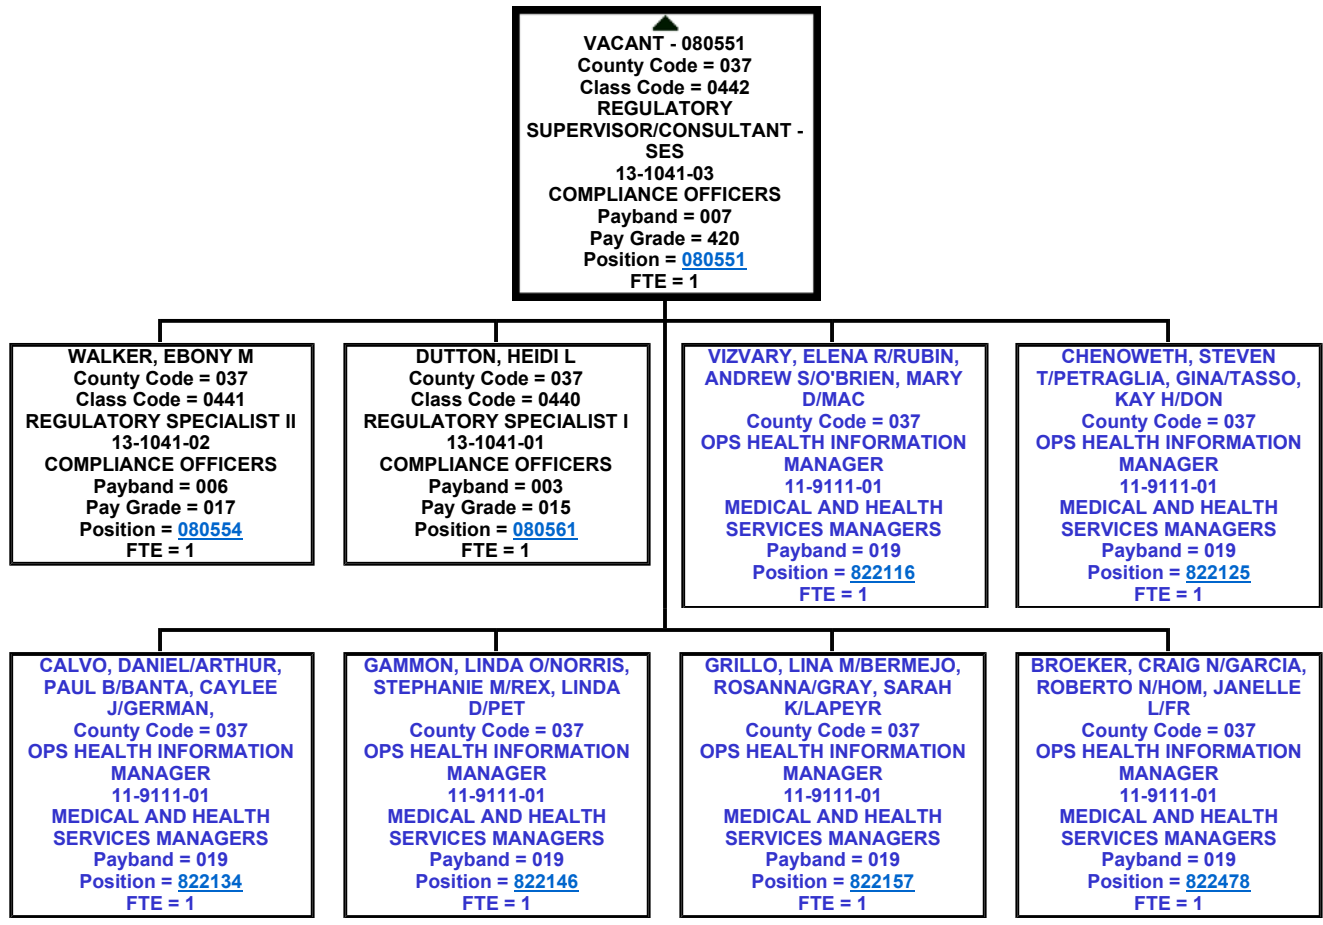 VACANT - 080551
County Code = 037
Class Code = 0442
REGULATORY
SUPERVISOR/CONSULTANT -
SES
13-1041-03
COMPLIANCE OFFICERS
Payband = 007
Pay Grade = 420
Position = 080551
FTE = 1
WALKER, EBONY M
County Code = 037
Class Code = 0441
REGULATORY SPECIALIST II
13-1041-02
COMPLIANCE OFFICERS
Payband = 006
Pay Grade = 017
Position = 080554
FTE = 1
DUTTON, HEIDI L
County Code = 037
Class Code = 0440
REGULATORY SPECIALIST I
13-1041-01
COMPLIANCE OFFICERS
Payband = 003
Pay Grade = 015
Position = 080561
FTE = 1
VIZVARY, ELENA R/RUBIN,
ANDREW S/O'BRIEN, MARY
D/MAC
County Code = 037
OPS HEALTH INFORMATION
MANAGER
11-9111-01
MEDICAL AND HEALTH
SERVICES MANAGERS
Payband = 019
Position = 822116
FTE = 1
CHENOWETH, STEVEN
T/PETRAGLIA, GINA/TASSO,
KAY H/DON
County Code = 037
OPS HEALTH INFORMATION
MANAGER
11-9111-01
MEDICAL AND HEALTH
SERVICES MANAGERS
Payband = 019
Position = 822125
FTE = 1
CALVO, DANIEL/ARTHUR,
PAUL B/BANTA, CAYLEE
J/GERMAN,
County Code = 037
OPS HEALTH INFORMATION
MANAGER
11-9111-01
MEDICAL AND HEALTH
SERVICES MANAGERS
Payband = 019
Position = 822134
FTE = 1
GAMMON, LINDA O/NORRIS,
STEPHANIE M/REX, LINDA
D/PET
County Code = 037
OPS HEALTH INFORMATION
MANAGER
11-9111-01
MEDICAL AND HEALTH
SERVICES MANAGERS
Payband = 019
Position = 822146
FTE = 1
GRILLO, LINA M/BERMEJO,
ROSANNA/GRAY, SARAH
K/LAPEYR
County Code = 037
OPS HEALTH INFORMATION
MANAGER
11-9111-01
MEDICAL AND HEALTH
SERVICES MANAGERS
Payband = 019
Position = 822157
FTE = 1
BROEKER, CRAIG N/GARCIA,
ROBERTO N/HOM, JANELLE
L/FR
County Code = 037
OPS HEALTH INFORMATION
MANAGER
11-9111-01
MEDICAL AND HEALTH
SERVICES MANAGERS
Payband = 019
Position = 822478
FTE = 1